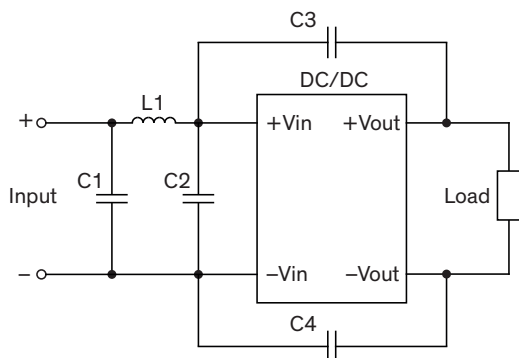 C3
DC/DC
L1
+
+Vin
+Vout
Input
C1
C2
Load
–
–Vin
–Vout
C4